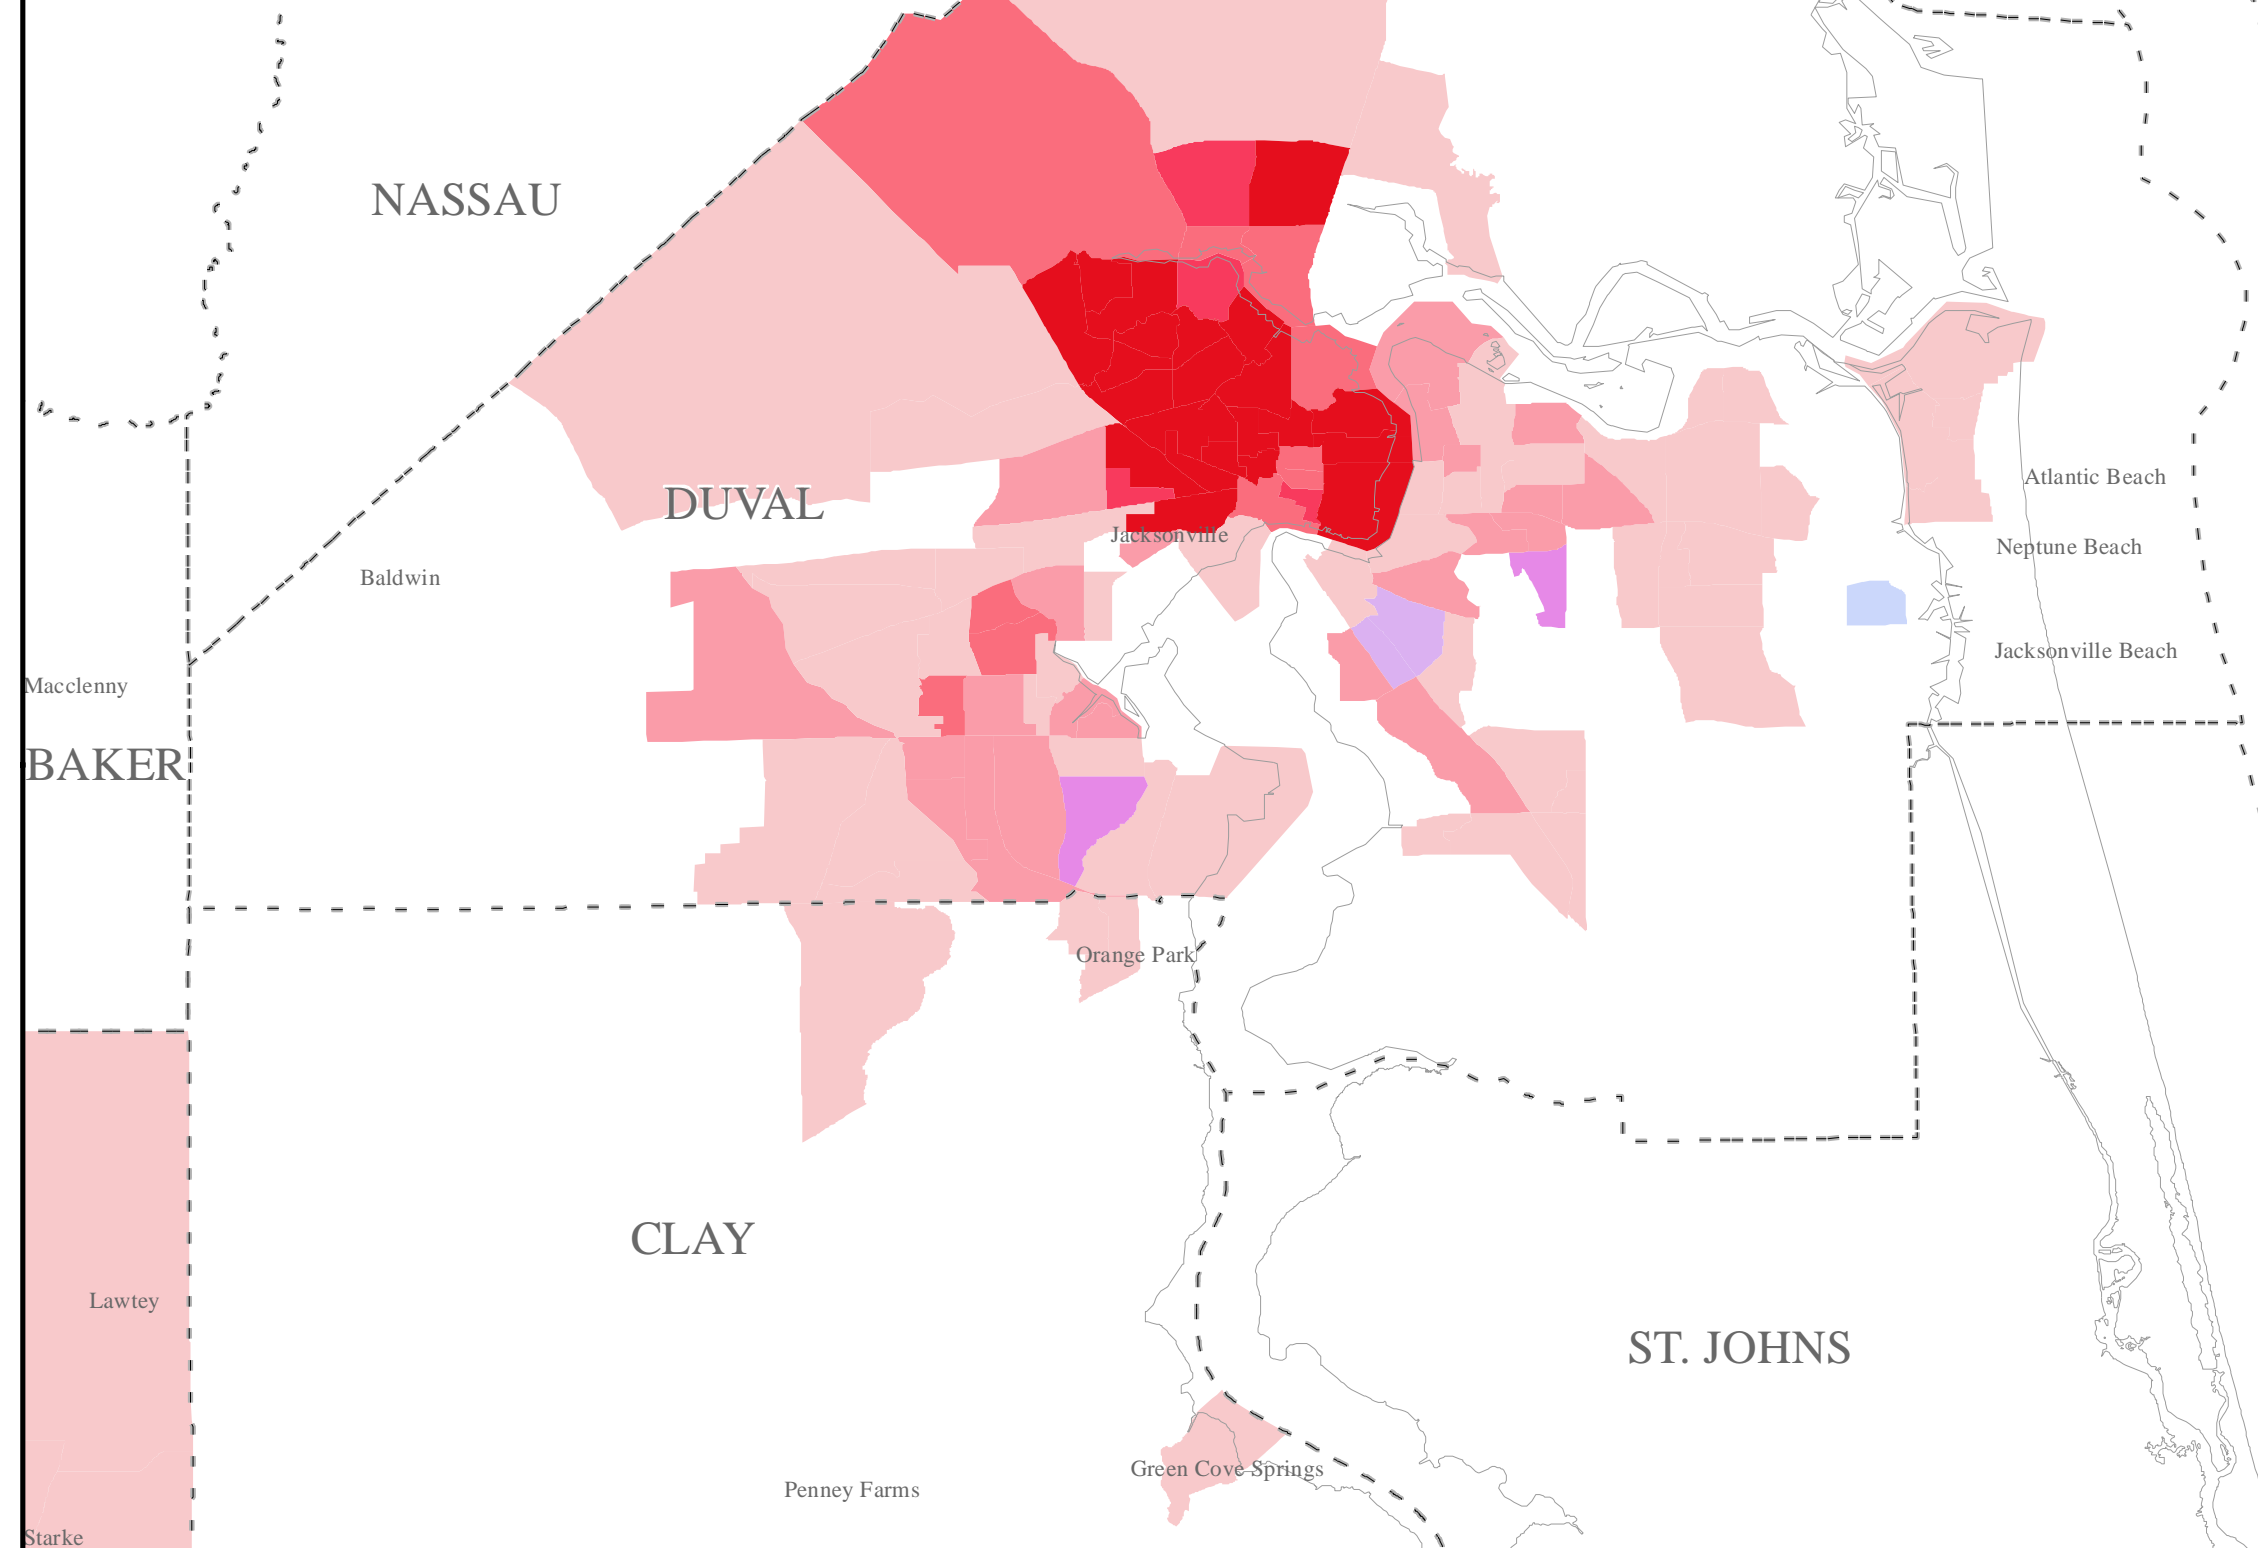 NASSAU
Atlantic Beach
DUVAL
Jacksonville
Neptune Beach
Baldwin
Jacksonville Beach
Macclenny
BAKER
Orange Park
CLAY
Lawtey
ST. JOHNS
Green Cove Springs
Penney Farms
Starke